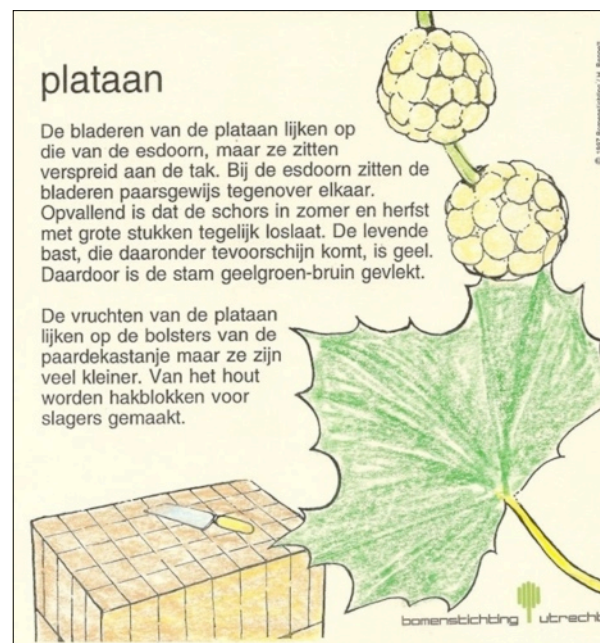 plataan
De bladeren van de plataan lijken op
die van de esdoorn, maar ze zitten
verspreid aan de tak. Bij de esdoorn zitten de
bladeren paarsgewijs tegenover elkaar.
Opvallend is dat de schors in zomer en herfst
met grote stukken tegelijk loslaat. De levende
bast, die daaronder tevoorschijn komt, is geel.
Daardoor is de stam geelgroen-bruin gevlekt.
De vruchten van de plataan
lijken op de bolsters van de
paardekastanje maar ze zijn
veel kleiner. Van het hout
worden hakblokken voor
slagers gemaakt.
bomenstichting utrecht
© 1997 Bomenstichting